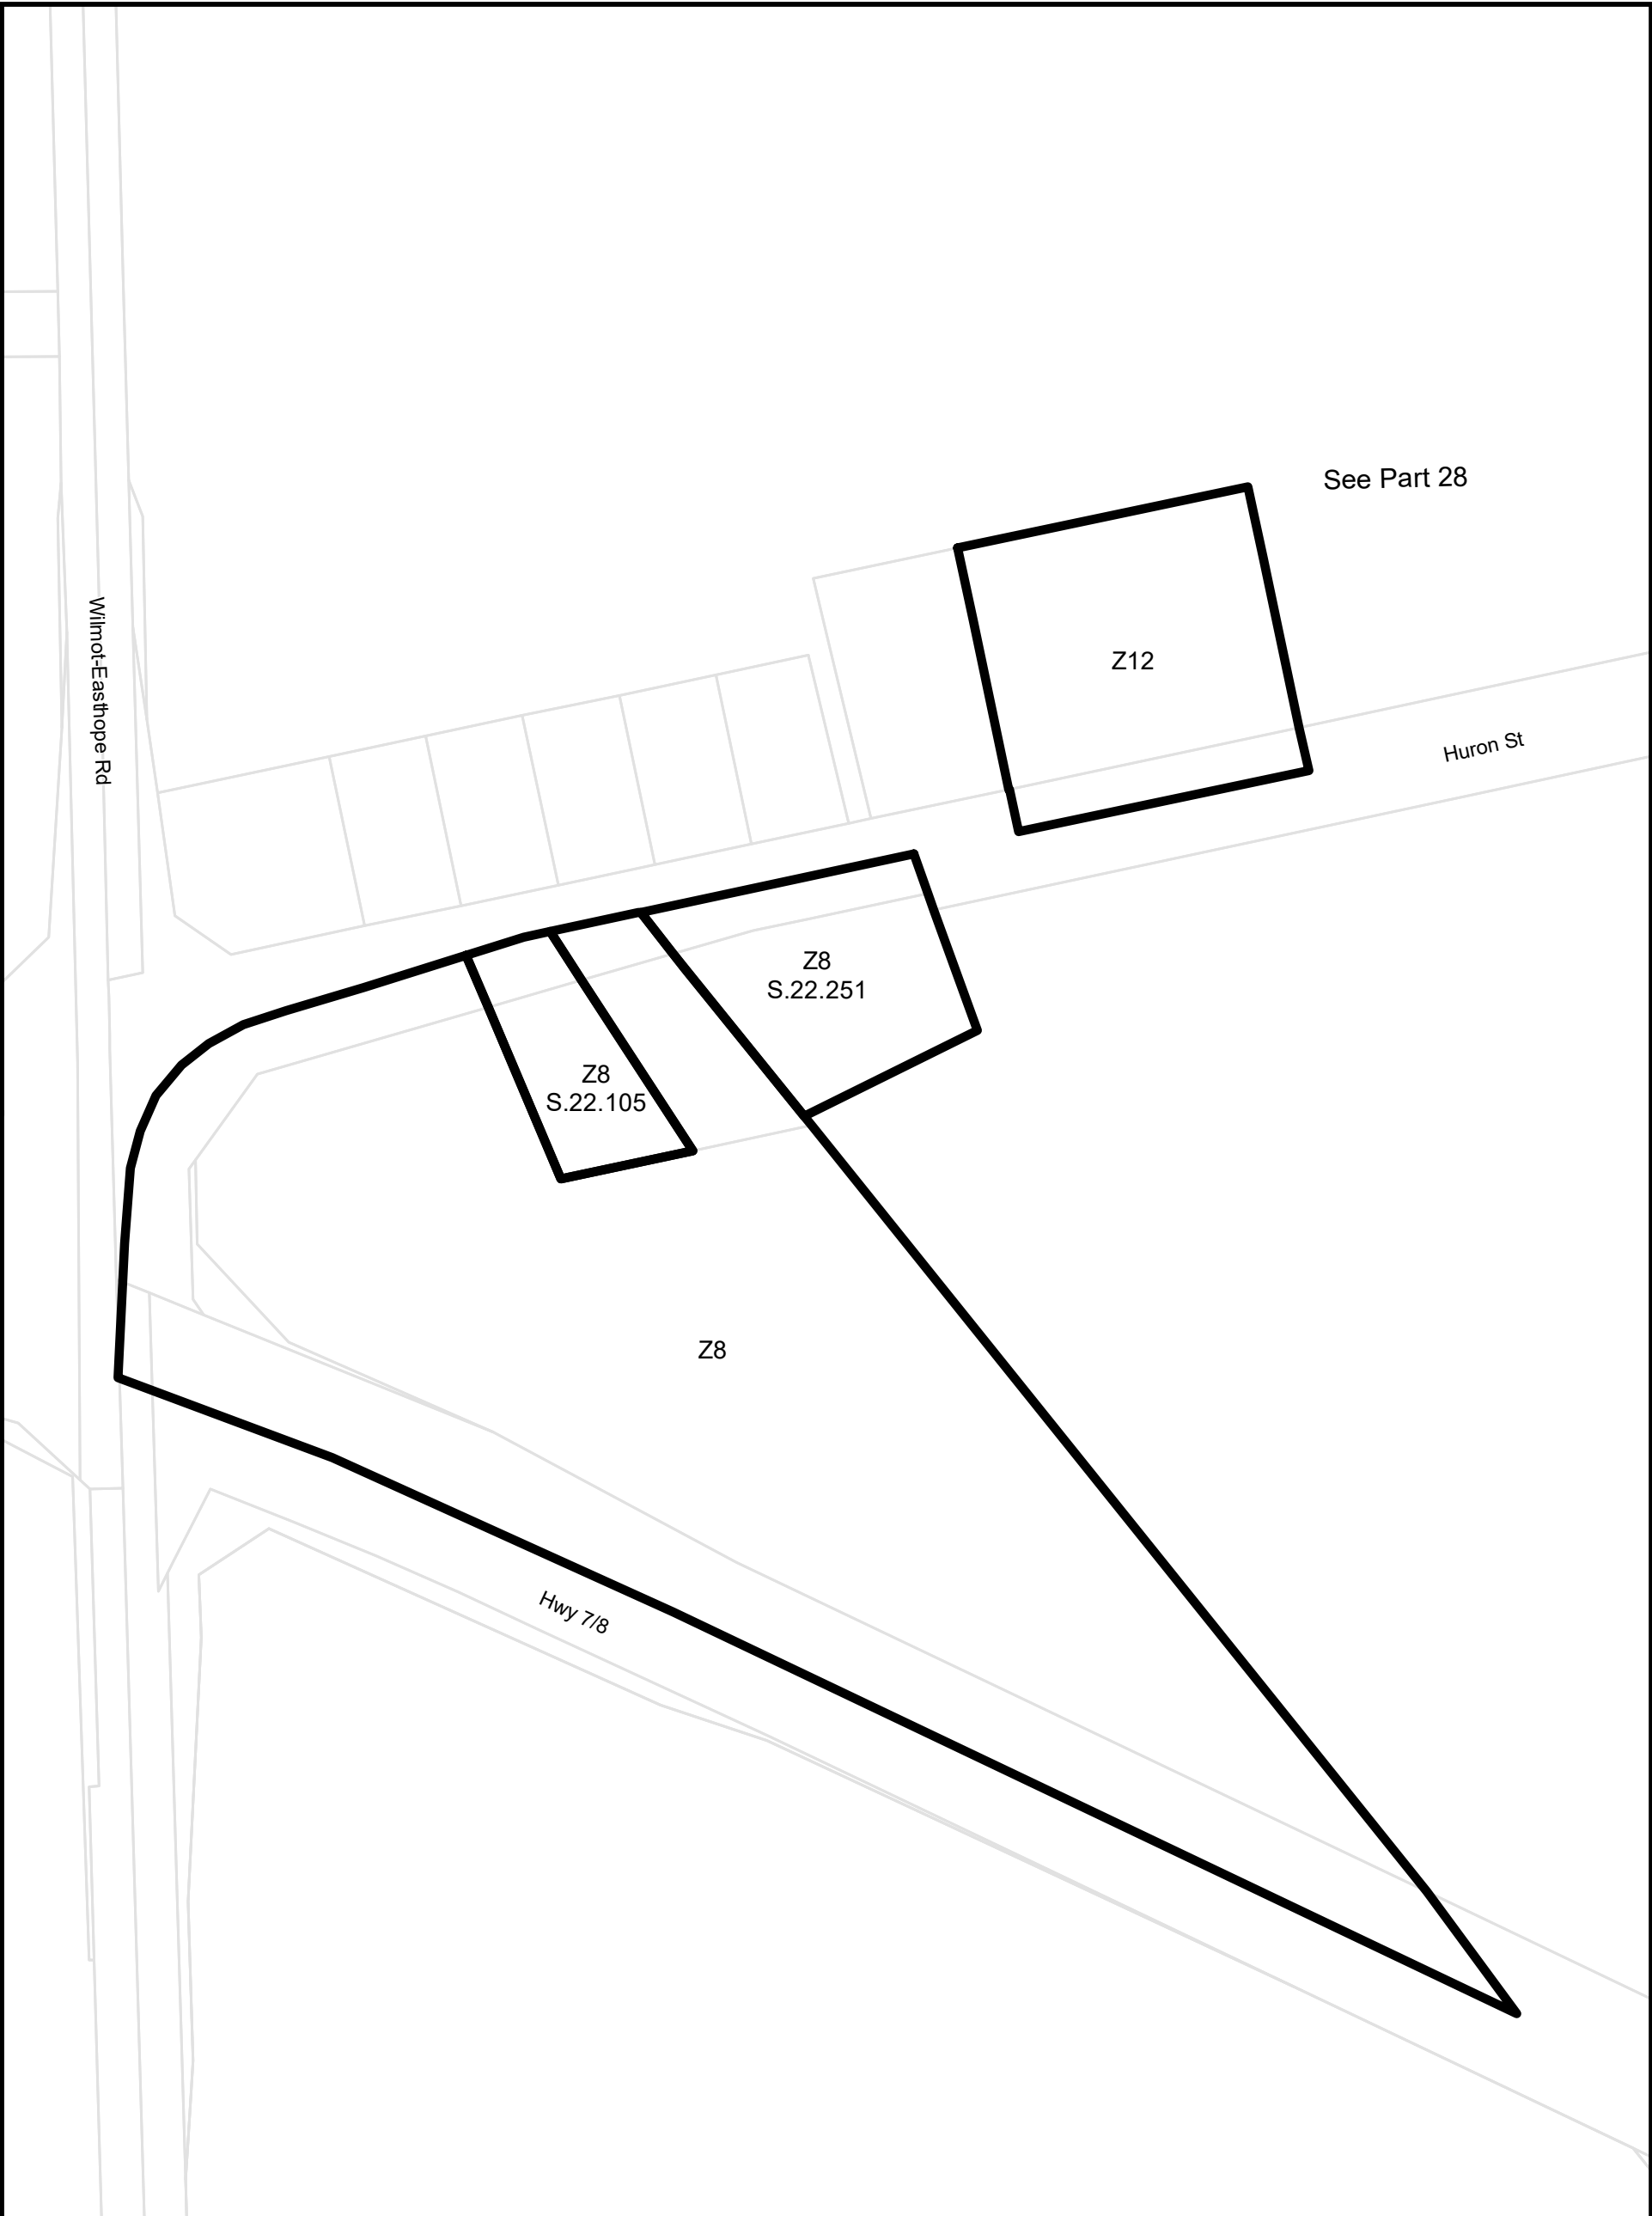 See Part 28
Z12
Wilmot-Easthope Rd
Huron St
Z8
S.22.251
Z8
S.22.105
Z8
Hwy 7/8